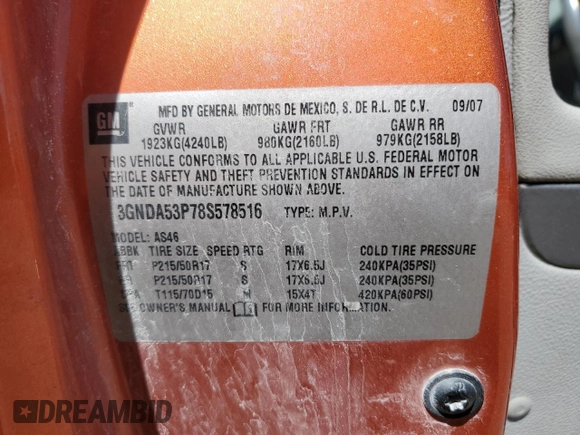 GM
MFD BY GENERAL MOTORS DE MEXICO, S. DE R.L. DE C.V. 09/07
GVWR GAWR FRT GAWR RR
1923KG(4240LB) 980KG(2160LB) 979KG(2158LB)
THIS VEHICLE CONFORMS TO ALL APPLICABLE U.S. FEDERAL MOTOR
VEHICLE SAFETY AND THEFT PREVENTION STANDARDS IN EFFECT ON
THE DATE OF MANUFACTURE SHOWN ABOVE.
3GNDA53P78S578516 TYPE: M.P.V.
MODEL: AS46
TIRE SIZE SPEED RTG RIM COLD TIRE PRESSURE
P215/50R17 S 17X6.5J 240KPA(35PSI)
P215/50R17 S 17X6.5J 240KPA(35PSI)
T115/70D15 M 15X4T 420KPA(60PSI)
SEE OWNER'S MANUAL FOR MORE INFORMATION.
DREAMBID